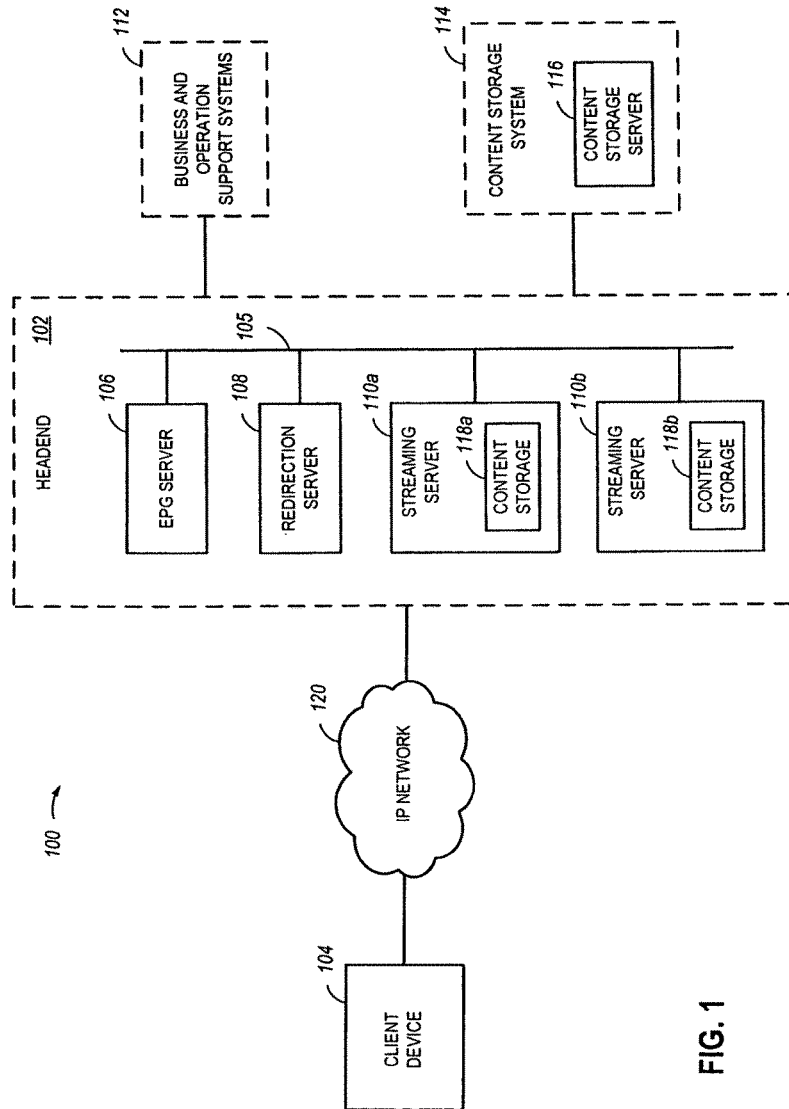 100
112
BUSINESS AND
OPERATION
SUPPORT SYSTEMS
114
CONTENT STORAGE
SYSTEM
116
CONTENT
STORAGE
SERVER
HEADEND
102
105
106
EPG SERVER
108
REDIRECTION
SERVER
110a
STREAMING
SERVER
118a
CONTENT
STORAGE
110b
STREAMING
SERVER
118b
CONTENT
STORAGE
120
IP NETWORK
104
CLIENT
DEVICE
FIG. 1